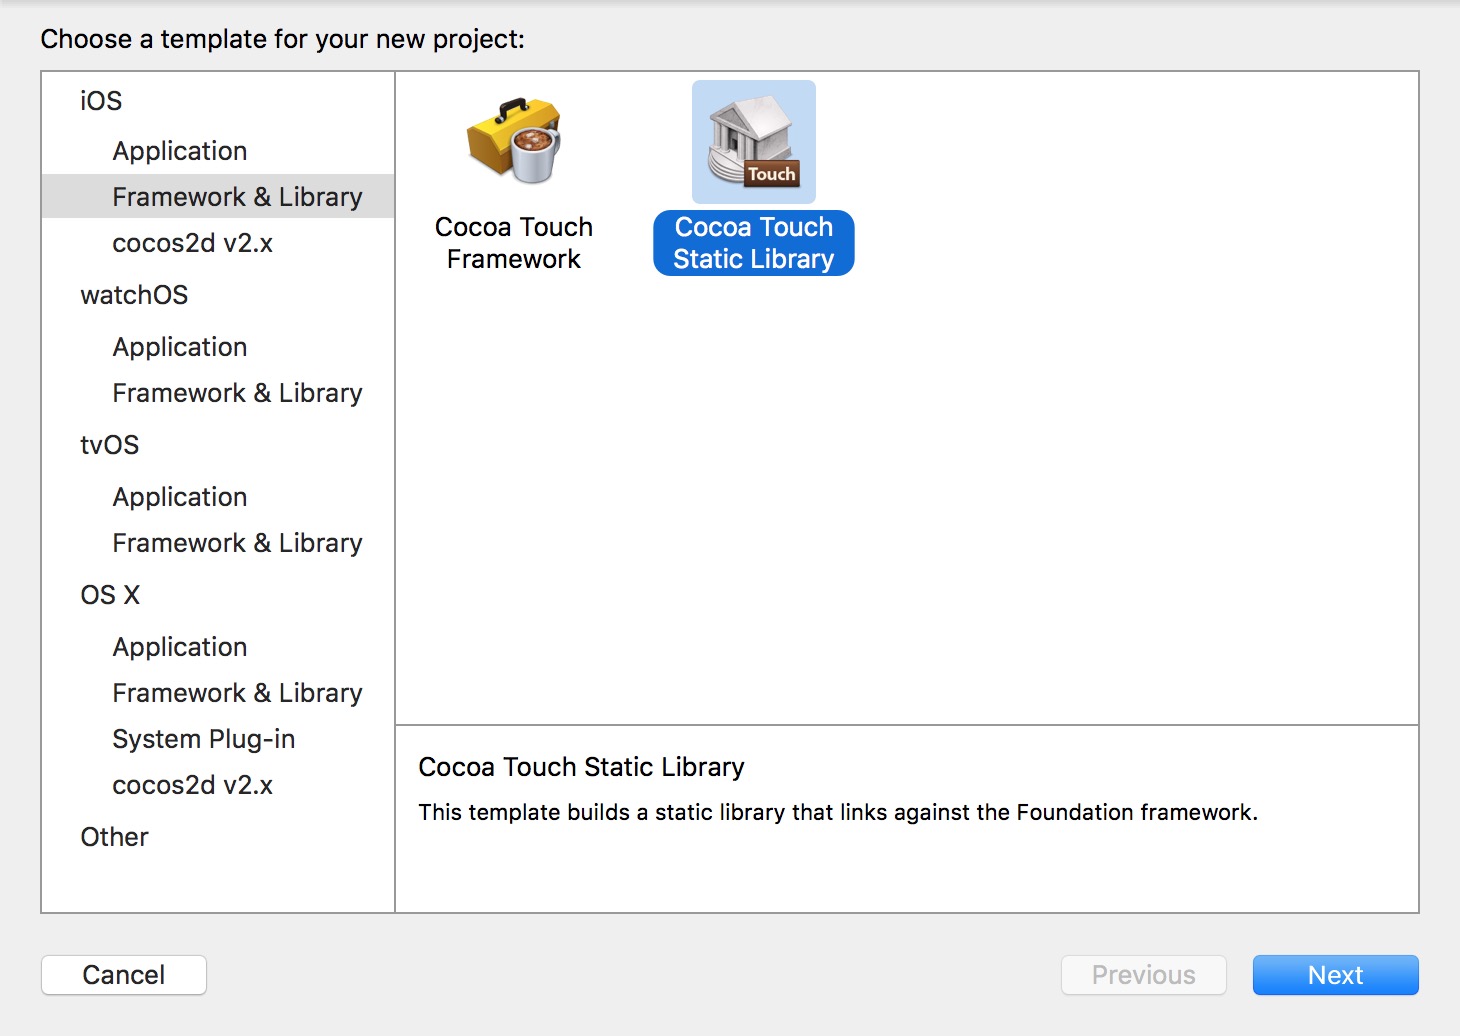 Choose a template for your new project:
iOS
Application
Framework & Library
cocos2d v2.x
watchOS
Application
Framework & Library
tvOS
Application
Framework & Library
OS X
Application
Framework & Library
System Plug-in
cocos2d v2.x
Other
Cocoa Touch
Framework
Touch
Cocoa Touch
Static Library
Cocoa Touch Static Library
This template builds a static library that links against the Foundation framework.
Cancel
Previous
Next